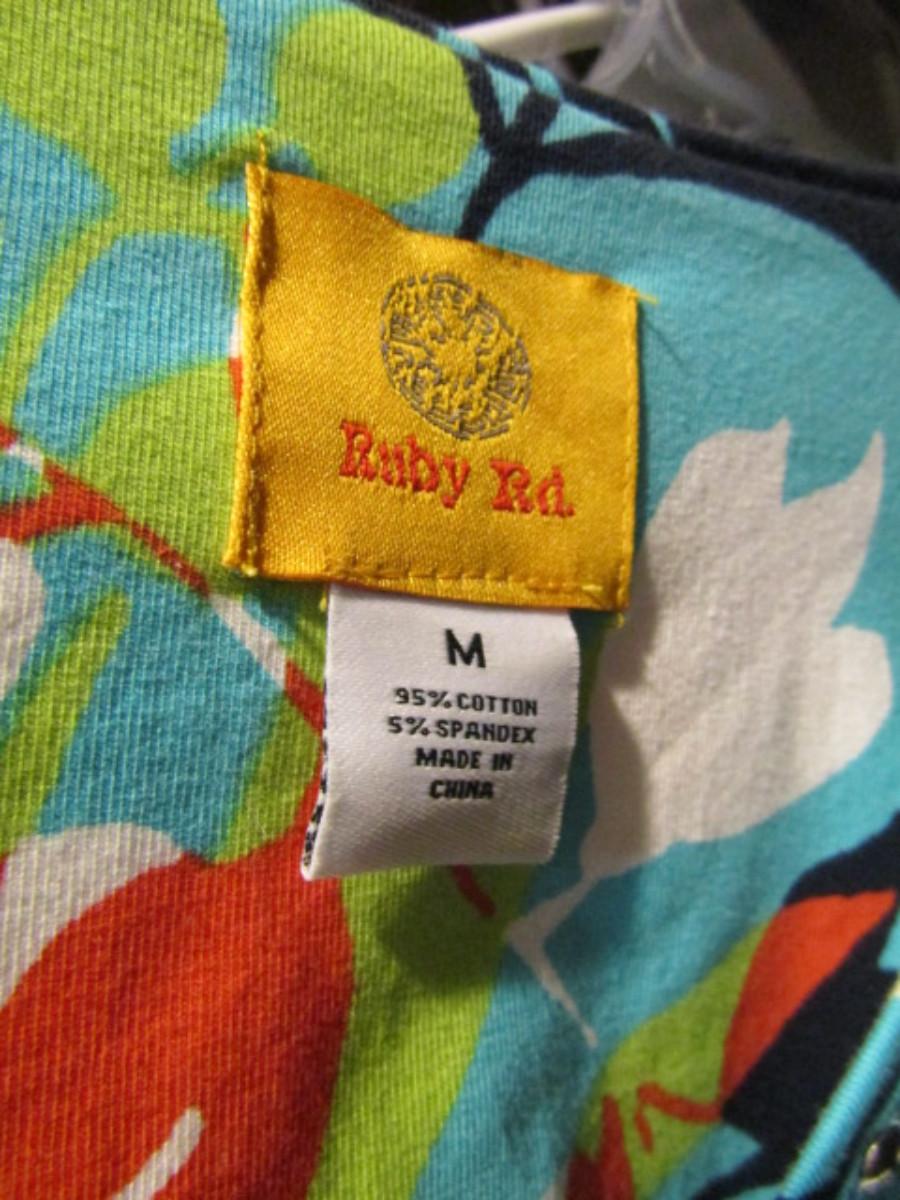 Ruby Rd.
M
95% COTTON
5% SPANDEX
MADE IN
CHINA